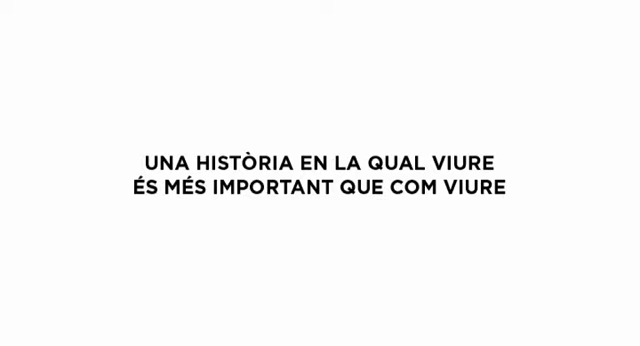 UNA HISTÒRIA EN LA QUAL VIURE
ÉS MÉS IMPORTANT QUE COM VIURE